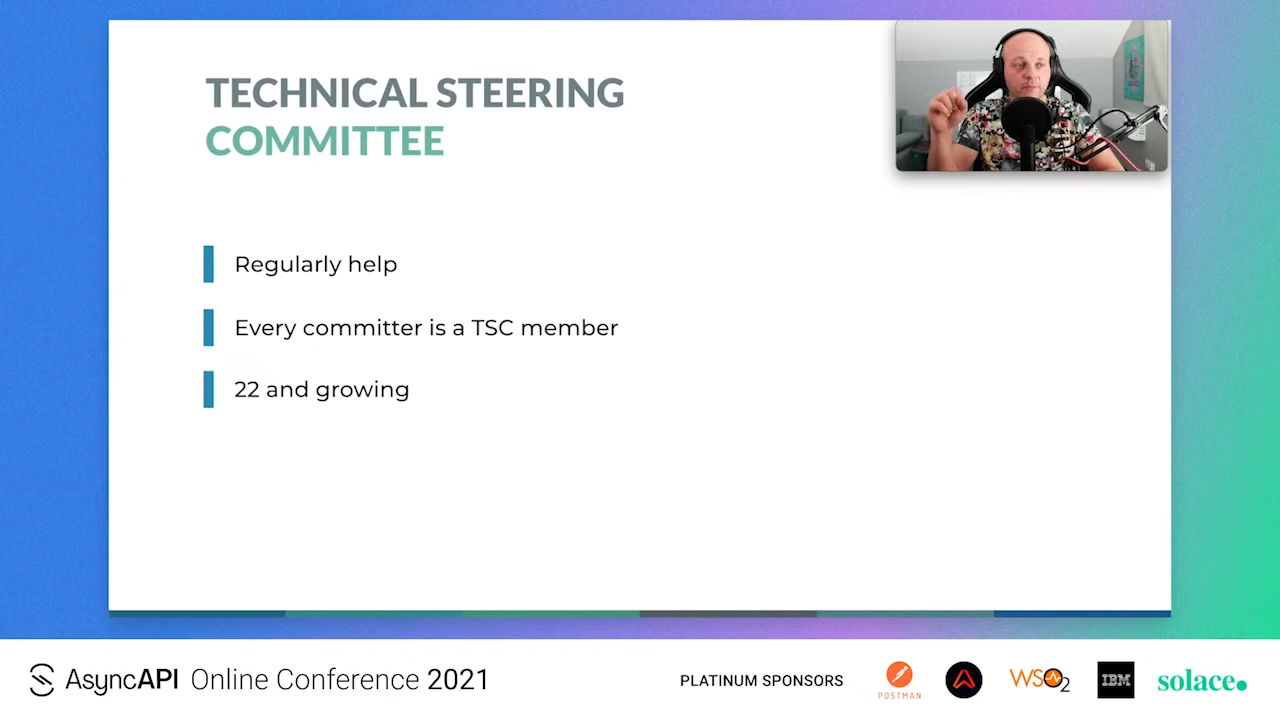 TECHNICAL STEERING
COMMITTEE
Regularly help
Every committer is a TSC member
22 and growing
AsyncAPI Online Conference 2021
PLATINUM SPONSORS
POSTMAN
WSO2
IBM
solace.